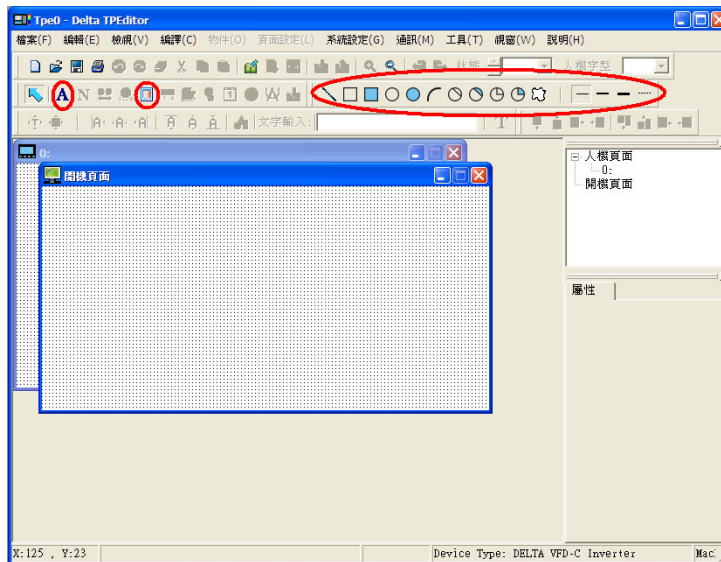 Tpe0 - Delta TPEditor
檔案(F) 編輯(E) 檢視(V) 編譯(C) 物件(O) 頁面設定(L) 系統設定(G) 通訊(M) 工具(T) 視窗(W) 說明(H)
狀態 人機字型
A N
文字輸入:
0:
開機頁面
人機頁面
0:
開機頁面
屬性
X:125 , Y:23 Device Type: DELTA VFD-C Inverter Mac